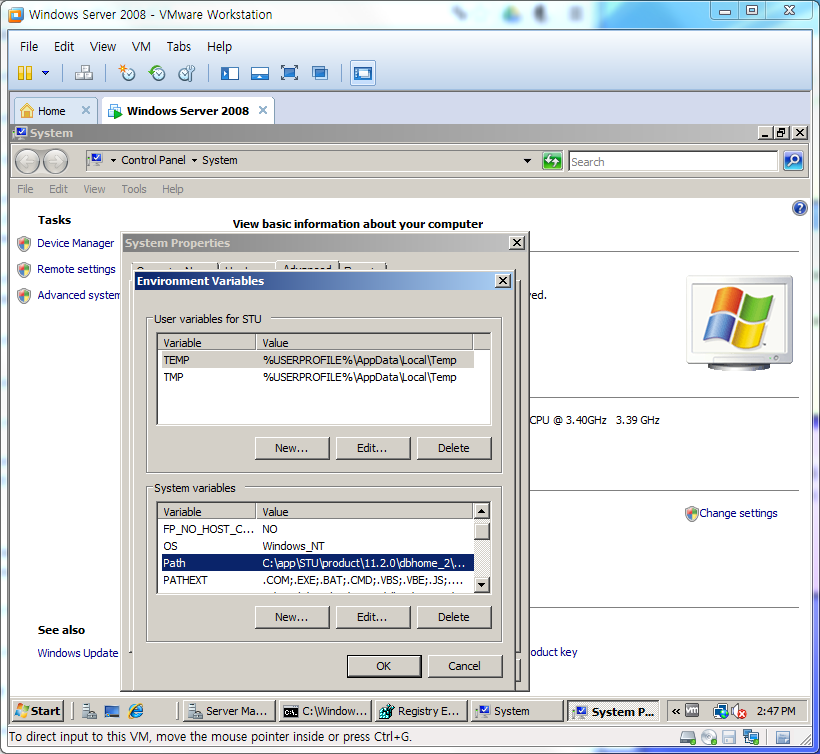 Windows Server 2008 - VMware Workstation
File Edit View VM Tabs Help
Home Windows Server 2008
System
Control Panel System Search
File Edit View Tools Help
Tasks View basic information about your computer
Device Manager
Remote settings
Advanced system
System Properties
Advanced
Environment Variables
User variables for STU
Variable Value
TEMP %USERPROFILE%\AppData\Local\Temp
TMP %USERPROFILE%\AppData\Local\Temp
CPU @ 3.40GHz 3.39 GHz
New... Edit... Delete
System variables
Variable Value
FP_NO_HOST_C... NO
OS Windows_NT
Path C:\app\STU\product\11.2.0\dbhome_2\...
PATHEXT .COM;.EXE;.BAT;.CMD;.VBS;.VBE;.JS;....
Change settings
New... Edit... Delete
See also
Windows Update
OK Cancel
oduct key
Start Server Ma... C:\Window... Registry E... System System P... « 2:47 PM
To direct input to this VM, move the mouse pointer inside or press Ctrl+G.